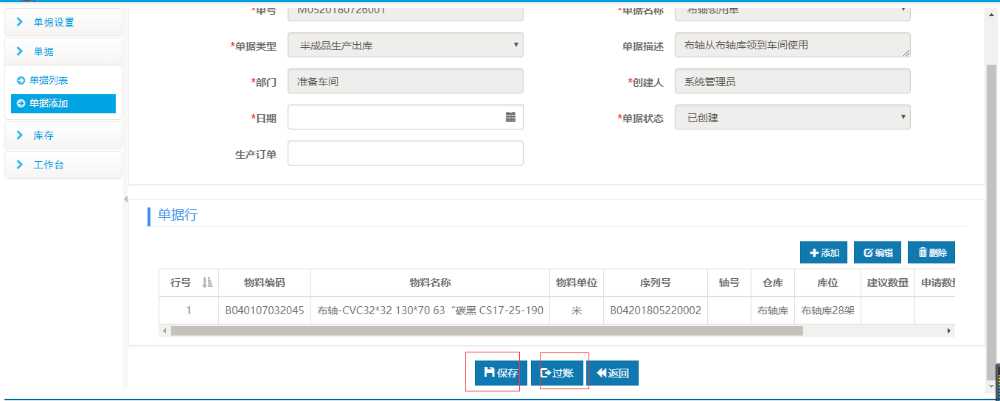 单据设置
单据
单据列表
单据添加
库存
工作台
*单号 M0520180726001 *单据名称 布轴领用单
*单据类型 半成品生产出库 单据描述 布轴从布轴库领到车间使用
*部门 准备车间 *创建人 系统管理员
*日期 *单据状态 已创建
生产订单
单据行
添加 编辑 删除
行号 物料编码 物料名称 物料单位 序列号 轴号 仓库 库位 建议数量 申请数量
1 B040107032045 布轴-CVC32*32 130*70 63“碳黑 CS17-25-190 米 B04201805220002 布轴库 布轴库28架
保存 过账 返回